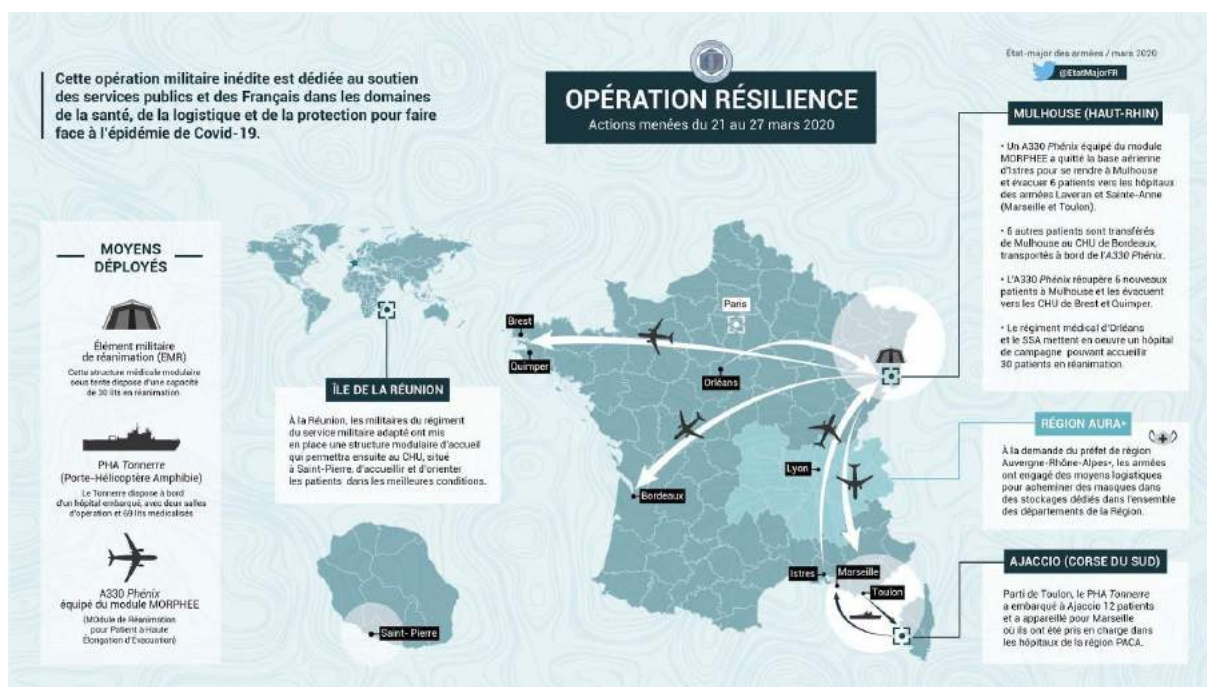 Cette opération militaire inédite est dédiée au soutien
des services publics et des Français dans les domaines
de la santé, de la logistique et de la protection pour faire
face à l'épidémie de Covid-19.
OPÉRATION RÉSILIENCE
Actions menées du 21 au 27 mars 2020
État-major des armées / mars 2020
@EtatMajorFR
MOYENS
DÉPLOYÉS
Élément militaire
de réanimation (EMR)
Cette structure médicale modulaire
sous tente dispose d'une capacité
de 30 lits en réanimation
PHA Tonnerre
(Porte-Hélicoptère Amphibie)
Le Tonnerre dispose à bord
d'un hôpital embarqué, avec deux salles
d'opération et 69 lits médicalisés
A330 Phénix
équipé du module MORPHEE
(MOdule de Réanimation
pour Patient à Haute
Élongation d'Évacuation)
ÎLE DE LA RÉUNION
À la Réunion, les militaires du régiment
du service militaire adapté ont mis
en place une structure modulaire d'accueil
qui permettra ensuite au CHU, situé
à Saint-Pierre, d'accueillir et d'orienter
les patients dans les meilleures conditions.
Saint-Pierre
Paris
Brest
Quimper
Orléans
Lyon
Bordeaux
Istres
Marseille
Toulon
MULHOUSE (HAUT-RHIN)
• Un A330 Phénix équipé du module
MORPHEE a quitté la base aérienne
d'Istres pour se rendre à Mulhouse
et évacuer 6 patients vers les hôpitaux
des armées Laveran et Sainte-Anne
(Marseille et Toulon).
• 6 autres patients sont transférés
de Mulhouse au CHU de Bordeaux,
transportés à bord de l'A330 Phénix.
• L'A330 Phénix récupère 6 nouveaux
patients à Mulhouse et les évacuent
vers les CHU de Brest et Quimper.
• Le régiment médical d'Orléans
et le SSA mettent en oeuvre un hôpital
de campagne pouvant accueillir
30 patients en réanimation.
RÉGION AURA*
À la demande du préfet de région
Auvergne-Rhône-Alpes*, les armées
ont engagé des moyens logistiques
pour acheminer des masques dans
des stockages dédiés dans l'ensemble
des départements de la Région.
AJACCIO (CORSE DU SUD)
Parti de Toulon, le PHA Tonnerre
a embarqué à Ajaccio 12 patients
et a appareillé pour Marseille
où ils ont été pris en charge dans
les hôpitaux de la région PACA.